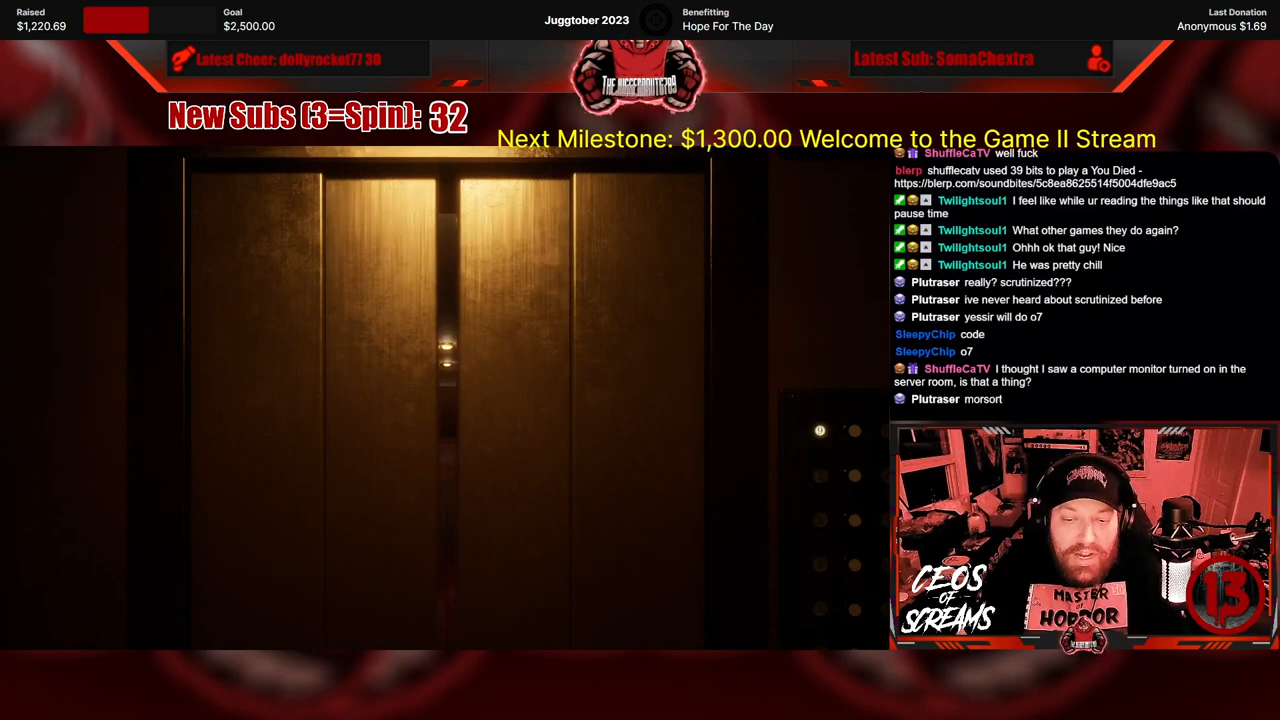 Raised
$1,220.69
Goal
$2,500.00
Juggtober 2023
Benefitting
Hope For The Day
Last Donation
Anonymous $1.69
Latest Cheer: dollyrocket77 30
THEJUGGERNAUT6789
Latest Sub: SomaChextra
New Subs (3=Spin): 32
Next Milestone: $1,300.00 Welcome to the Game II Stream
ShuffleCaTV well fuck
blerp shufflecatv used 39 bits to play a You Died -
https://blerp.com/soundbites/5c8ea8625514f5004dfe9ac5
Twilightsoul1 I feel like while ur reading the things like that should
pause time
Twilightsoul1 What other games they do again?
Twilightsoul1 Ohhh ok that guy! Nice
Twilightsoul1 He was pretty chill
Plutraser really? scrutinized???
Plutraser ive never heard about scrutinized before
Plutraser yessir will do o7
SleepyChip code
SleepyChip o7
ShuffleCaTV I thought I saw a computer monitor turned on in the
server room, is that a thing?
Plutraser morsort
9
CEOS
OF
SCREAMS
MASTER
of
HORROR
13